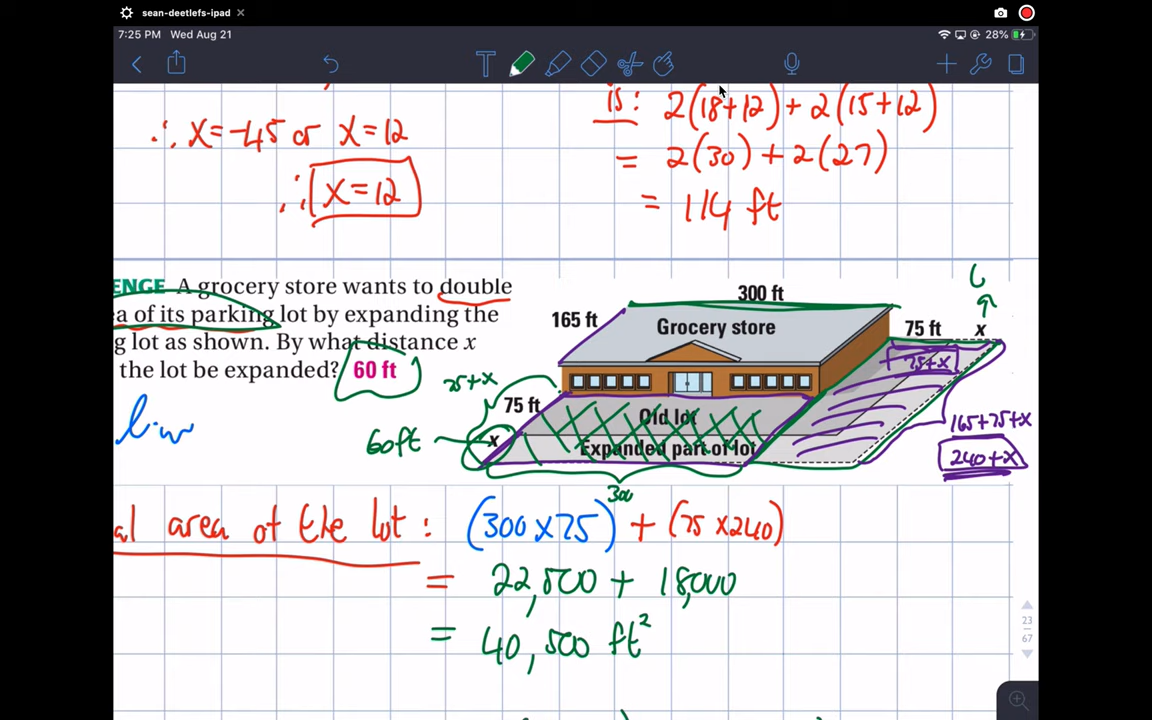 sean-deetlefs-ipad
7:25 PM Wed Aug 21
28%
T
∴ x=-45 or x=12
∴ x=12
is: 2(18+12) + 2(15+12)
= 2(30) + 2(27)
= 114 ft
ENGE A grocery store wants to double
ea of its parking lot by expanding the
g lot as shown. By what distance x
the lot be expanded? 60 ft
l·w
300 ft
165 ft
Grocery store
75 ft
x
75+x
75+x
75 ft
Old lot
x
Expanded part of lot
60ft
300
165+75+x
240+x
al area of the lot: (300x75) + (75x240)
= 22,500 + 18,000
= 40,500 ft²
23
67